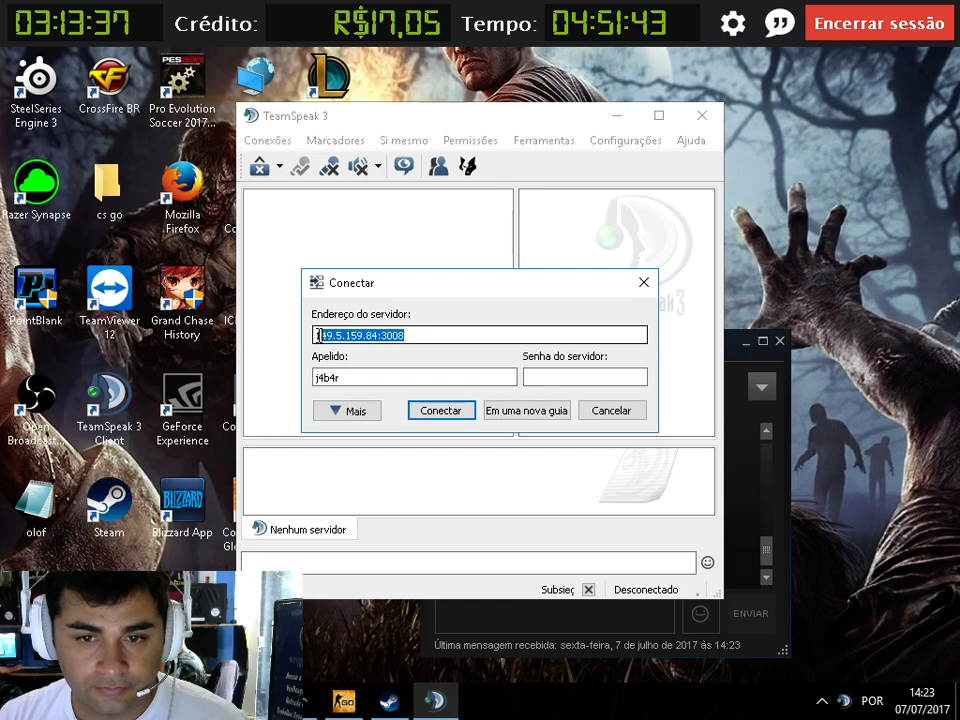 03:13:37 Crédito: R$17,05 Tempo: 04:51:43 Encerrar sessão
SteelSeries Engine 3
CrossFire BR
Pro Evolution Soccer 2017...
PES 2017
TeamSpeak 3
Conexões Marcadores Si mesmo Permissões Ferramentas Configurações Ajuda
Razer Synapse
cs go
Mozilla Firefox
Conectar
Endereço do servidor:
149.5.159.84:3008
Apelido:
Senha do servidor:
j4b4r
Mais Conectar Em uma nova guia Cancelar
PointBlank
TeamViewer 12
Grand Chase History
Open Broadcast...
TeamSpeak 3 Client
GeForce Experience
olof
Steam
Blizzard App
BLIZZARD
Nenhum servidor
Desconectado
ENVIAR
Última mensagem recebida: sexta-feira, 7 de julho de 2017 às 14:23
GO
POR
14:23
07/07/2017